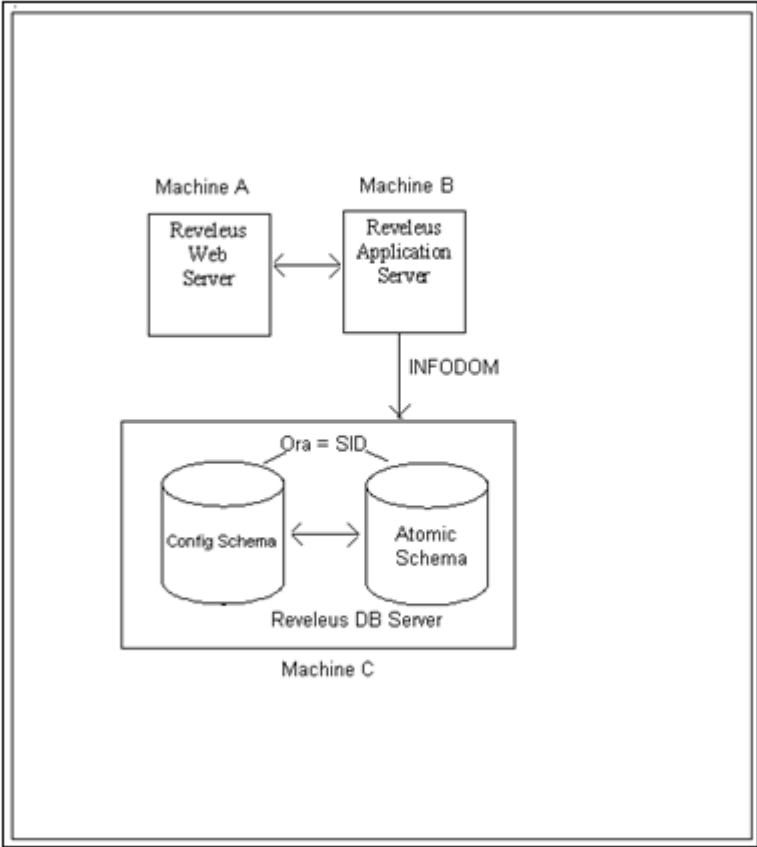 Machine A
Machine B
Reveleus
Web
Server
Reveleus
Application
Server
INFODOM
Ora = SID
Config Schema
Atomic
Schema
Reveleus DB Server
Machine C